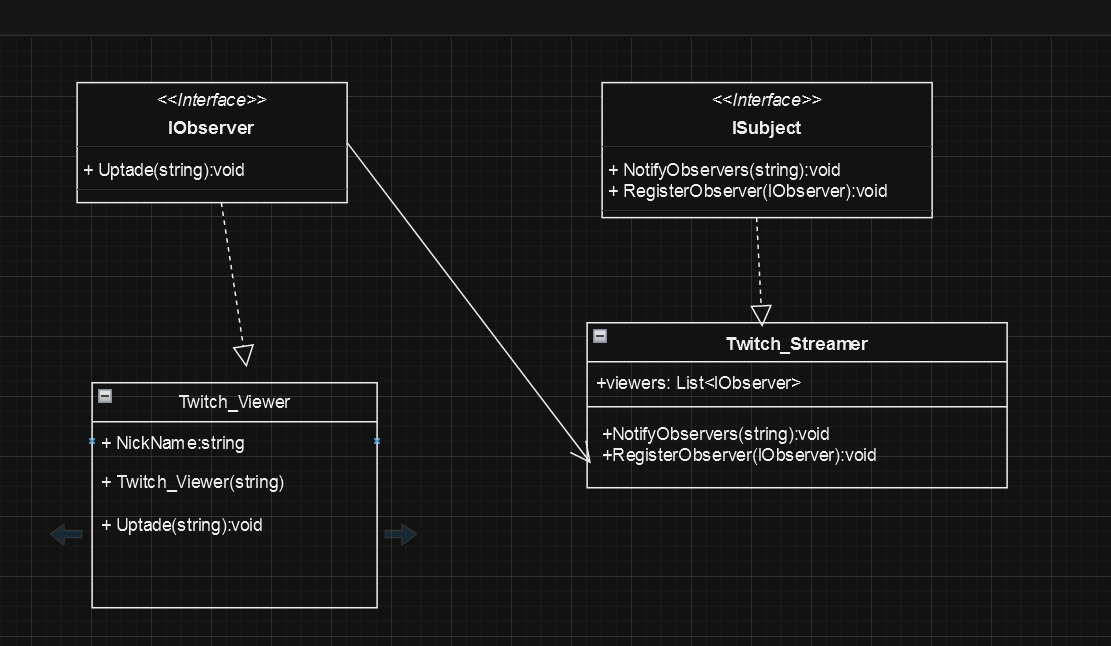 <<Interface>>
IObserver
+ Uptade(string):void
<<Interface>>
ISubject
+ NotifyObservers(string):void
+ RegisterObserver(IObserver):void
Twitch_Viewer
+ NickName:string
+ Twitch_Viewer(string)
+ Uptade(string):void
Twitch_Streamer
+viewers: List<IObserver>
+NotifyObservers(string):void
+RegisterObserver(IObserver):void